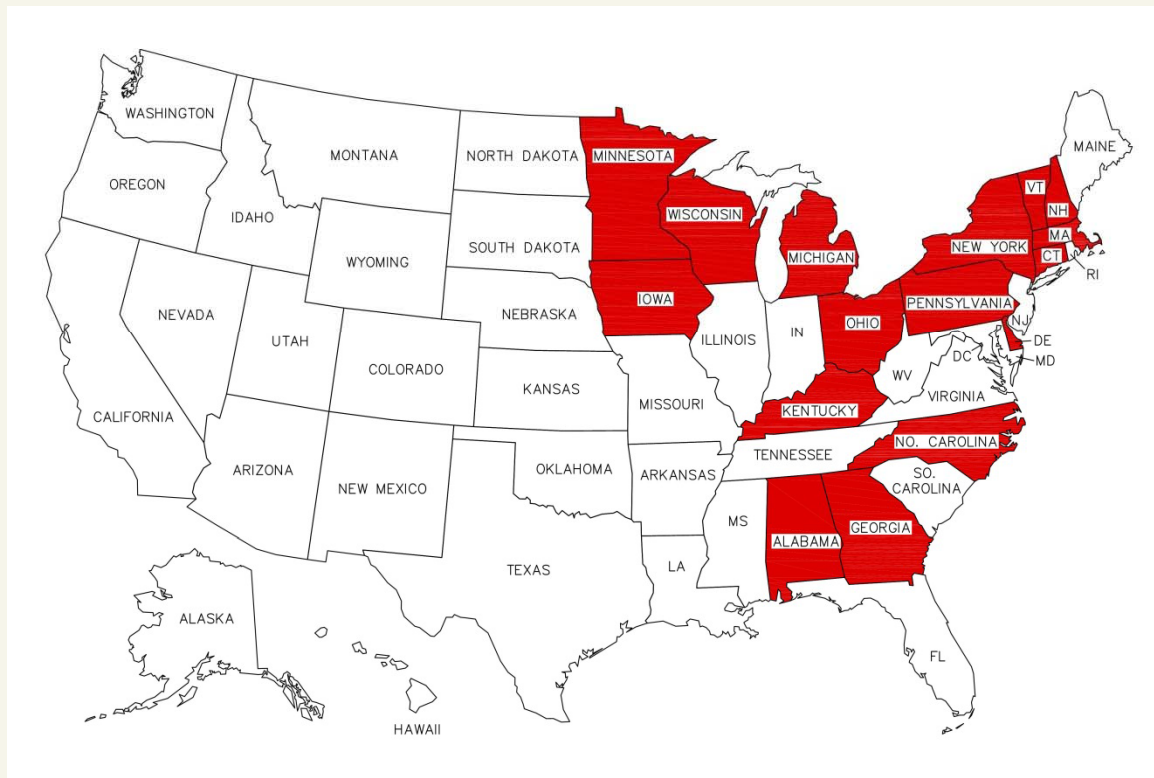 WASHINGTON
MAINE
MONTANA
NORTH DAKOTA
MINNESOTA
OREGON
VT
NH
IDAHO
WISCONSIN
MA
SOUTH DAKOTA
NEW YORK
MICHIGAN
CT
WYOMING
RI
IOWA
PENNSYLVANIA
NEVADA
NEBRASKA
NJ
OHIO
IN
UTAH
ILLINOIS
DE
DC
MD
COLORADO
WV
KANSAS
VIRGINIA
MISSOURI
KENTUCKY
CALIFORNIA
NO. CAROLINA
TENNESSEE
ARIZONA
OKLAHOMA
SO.
CAROLINA
ARKANSAS
NEW MEXICO
MS
GEORGIA
ALABAMA
LA
TEXAS
ALASKA
FL
HAWAII